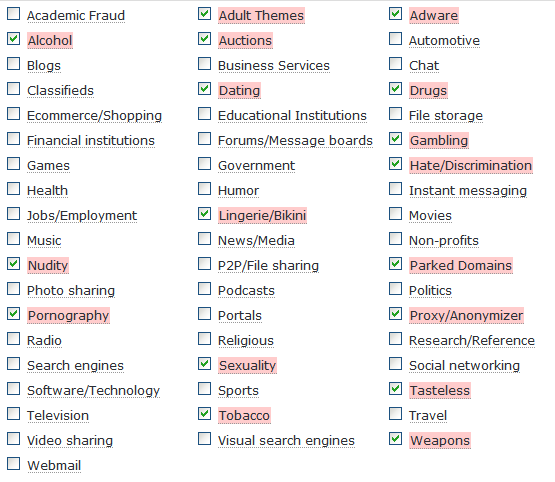 Academic Fraud Adult Themes Adware
Alcohol Auctions Automotive
Blogs Business Services Chat
Classifieds Dating Drugs
Ecommerce/Shopping Educational Institutions File storage
Financial institutions Forums/Message boards Gambling
Games Government Hate/Discrimination
Health Humor Instant messaging
Jobs/Employment Lingerie/Bikini Movies
Music News/Media Non-profits
Nudity P2P/File sharing Parked Domains
Photo sharing Podcasts Politics
Pornography Portals Proxy/Anonymizer
Radio Religious Research/Reference
Search engines Sexuality Social networking
Software/Technology Sports Tasteless
Television Tobacco Travel
Video sharing Visual search engines Weapons
Webmail